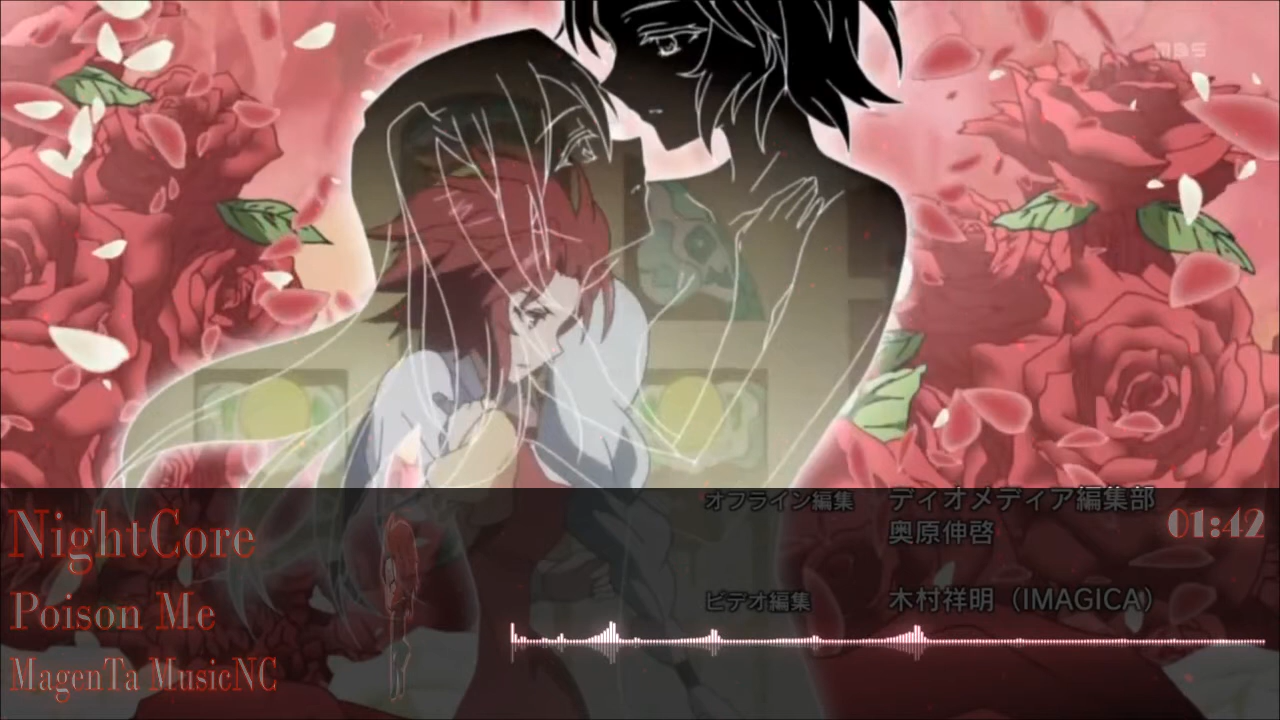 MBS
オフライン編集 ディオメディア編集部
奥原伸啓
01:42
NightCore
Poison Me
ビデオ編集 木村祥明（IMAGICA）
MagenTa MusicNC